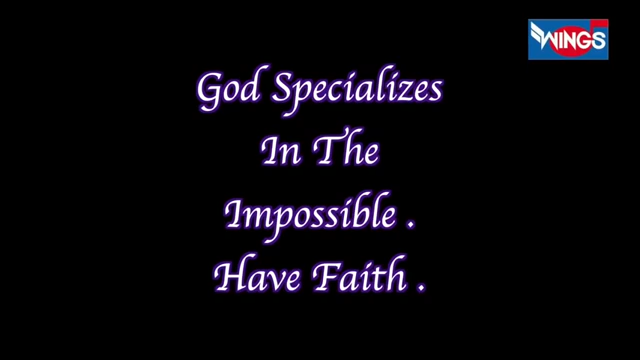 WINGS
God Specializes
In The
Impossible .
Have Faith .